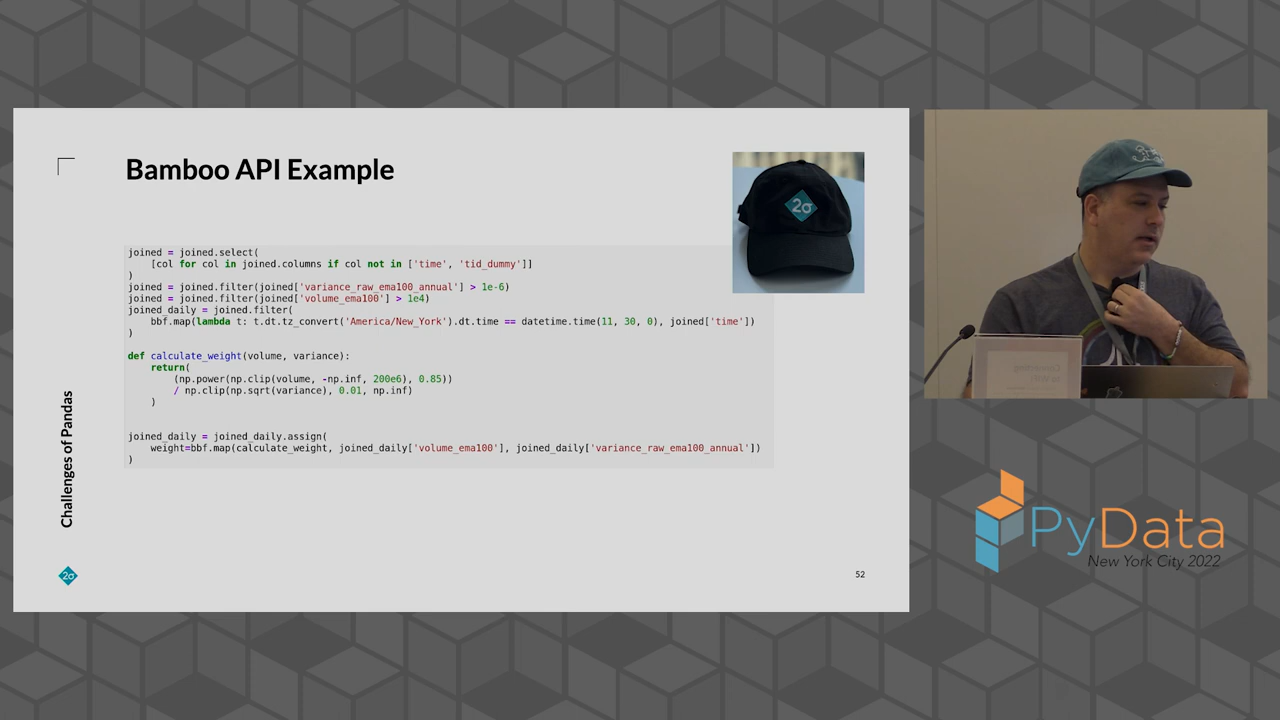 Bamboo API Example
2σ
joined = joined.select(
    [col for col in joined.columns if col not in ['time', 'tid_dummy']]
)
joined = joined.filter(joined['variance_raw_ema100_annual'] > 1e-6)
joined = joined.filter(joined['volume_ema100'] > 1e4)
joined_daily = joined.filter(
    bbf.map(lambda t: t.dt.tz_convert('America/New_York').dt.time == datetime.time(11, 30, 0), joined['time'])
)
def calculate_weight(volume, variance):
    return(
        (np.power(np.clip(volume, -np.inf, 200e6), 0.85))
        / np.clip(np.sqrt(variance), 0.01, np.inf)
    )
joined_daily = joined_daily.assign(
    weight=bbf.map(calculate_weight, joined_daily['volume_ema100'], joined_daily['variance_raw_ema100_annual'])
)
Challenges of Pandas
2σ
52
PyData
New York City 2022